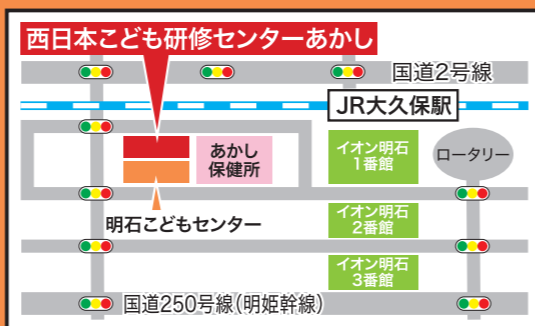 西日本こども研修センターあかし
国道2号線
JR大久保駅
あかし
保健所
イオン明石
1番館
ロータリー
明石こどもセンター
イオン明石
2番館
イオン明石
3番館
国道250号線(明姫幹線)